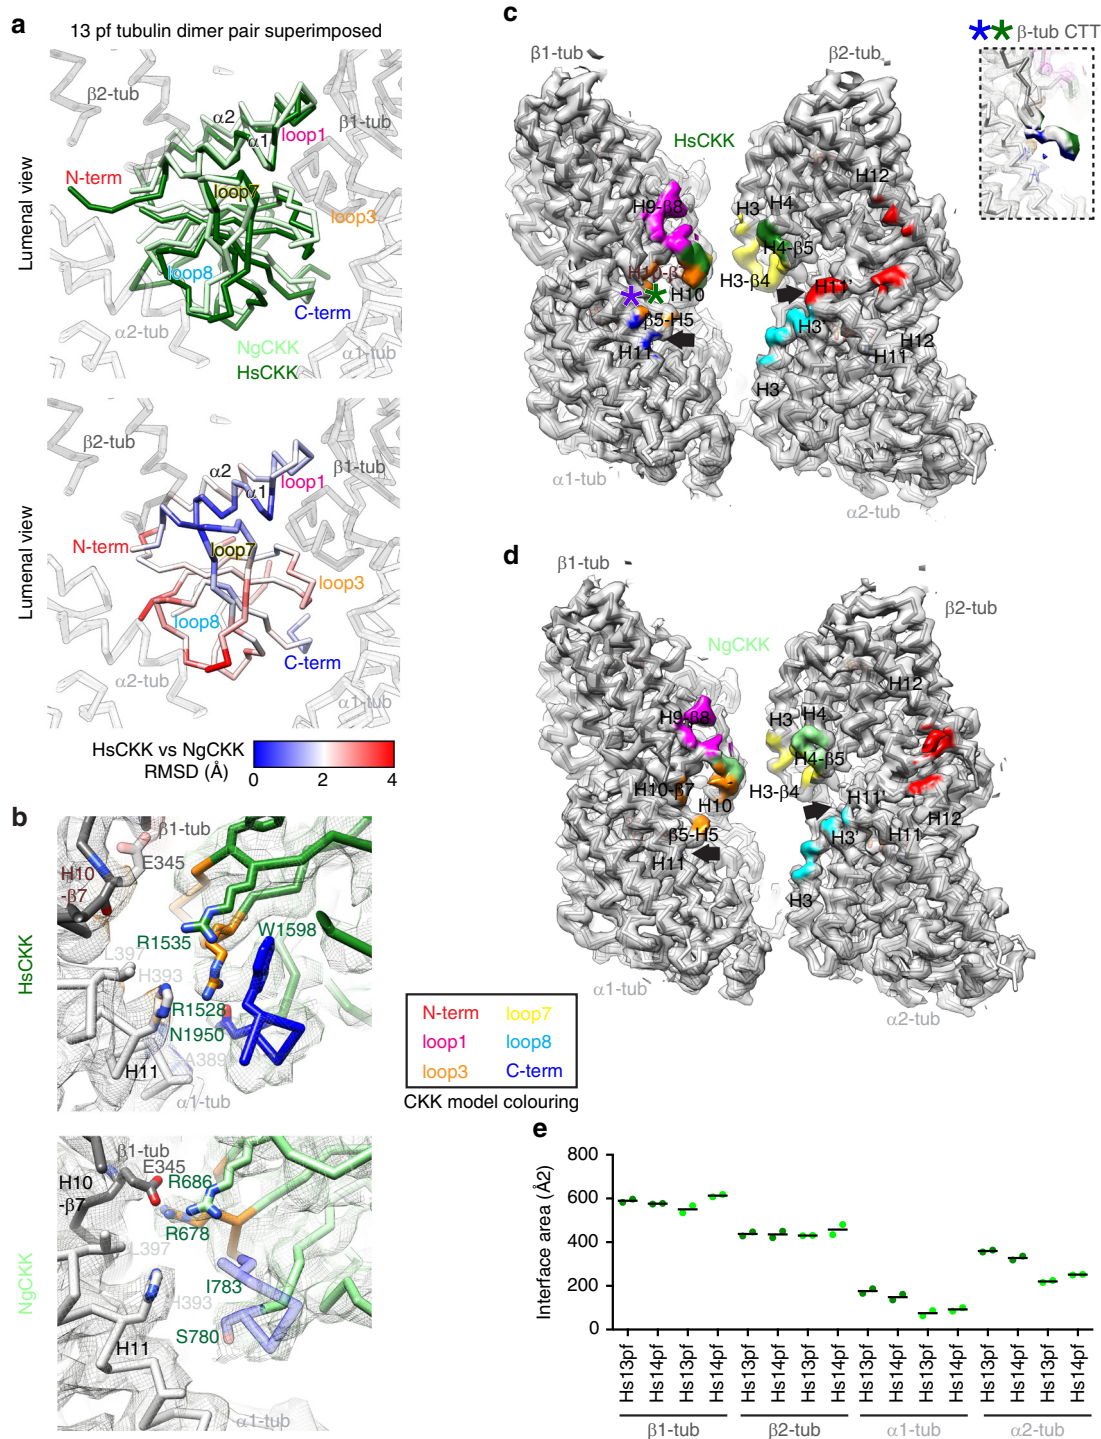 a
13 pf tubulin dimer pair superimposed
Lumenal view
β2-tub
α2
α1
loop1
β1-tub
N-term
loop7
loop3
loop8
C-term
α2-tub
NgCKK
HsCKK
α1-tub
Lumenal view
β2-tub
α2
α1
loop1
β1-tub
N-term
loop7
loop3
loop8
C-term
α2-tub
α1-tub
HsCKK vs NgCKK
RMSD (Å)
0 2 4
b
HsCKK
β1-tub
E345
H10
-β7
R1535
W1598
L397
H393
R1528
N1950
A389
H11
α1-tub
NgCKK
β1-tub
E345
H10
-β7
R686
R678
L397
I783
H393
S780
H11
α1-tub
c
β1-tub
β2-tub
β-tub CTT
HsCKK
H12
H9-β8
H3
H4
H4-β5
H10-β7
H3-β4
H10
H11'
β5-H5
H3'
H11
H12
H11
H3
α1-tub
α2-tub
d
β1-tub
β2-tub
NgCKK
H12
H9-β8
H3
H4
H4-β5
H10-β7
H3-β4
H10
H11'
H12
β5-H5
H3'
H11
H11
H3
α1-tub
α2-tub
N-term loop7
loop1 loop8
loop3 C-term
CKK model colouring
e
Interface area (Å2)
800
600
400
200
0
Hs13pf Hs14pf Hs13pf Hs14pf Hs13pf Hs14pf Hs13pf Hs14pf Hs13pf Hs14pf Hs13pf Hs14pf Hs13pf Hs14pf Hs13pf Hs14pf
β1-tub β2-tub α1-tub α2-tub